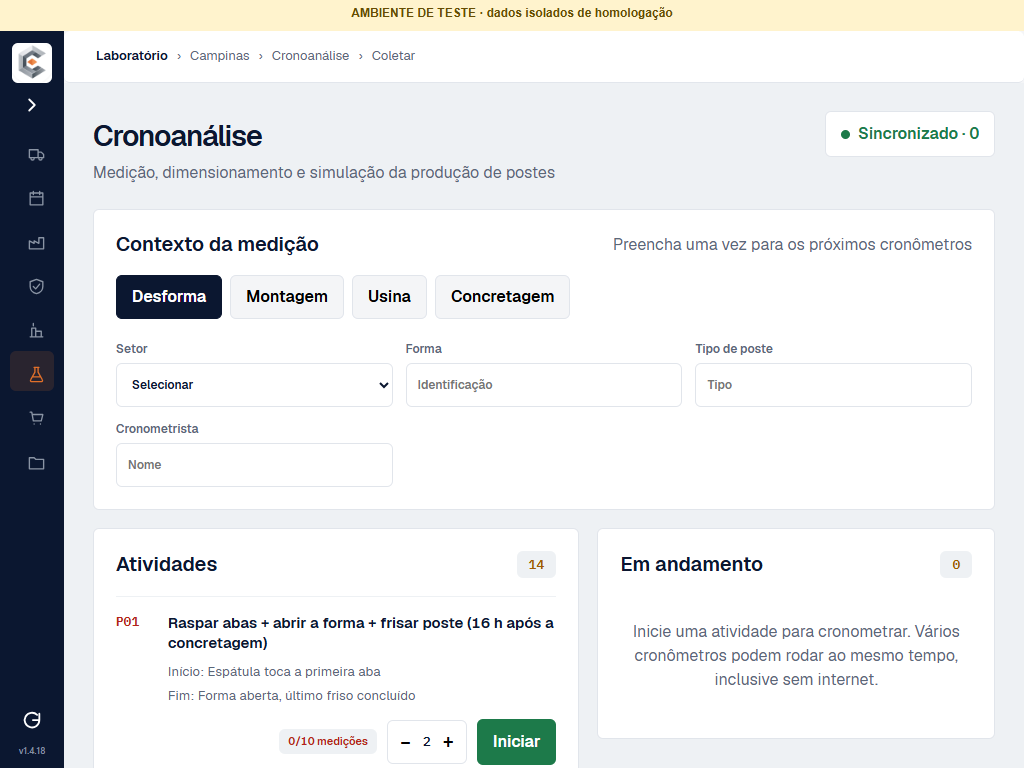 AMBIENTE DE TESTE · dados isolados de homologação
Laboratório › Campinas › Cronoanálise › Coletar
Cronoanálise
Sincronizado · 0
Medição, dimensionamento e simulação da produção de postes
Contexto da medição
Preencha uma vez para os próximos cronômetros
Desforma Montagem Usina Concretagem
Setor Forma Tipo de poste
Selecionar Identificação Tipo
Cronometrista
Nome
Atividades 14
Em andamento 0
P01 Raspar abas + abrir a forma + frisar poste (16 h após a
concretagem)
Início: Espátula toca a primeira aba
Fim: Forma aberta, último friso concluído
0/10 medições − 2 + Iniciar
Inicie uma atividade para cronometrar. Vários
cronômetros podem rodar ao mesmo tempo,
inclusive sem internet.
v1.4.18